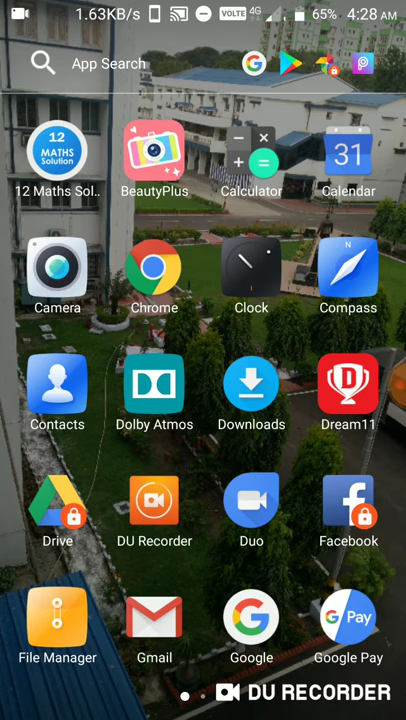 1.63KB/s VOLTE 4G 65% 4:28 AM
App Search
12 MATHS Solution
31
12 Maths Sol.. BeautyPlus Calculator Calendar
N
Camera Chrome Clock Compass
D
Contacts Dolby Atmos Downloads Dream11
Drive DU Recorder Duo Facebook
G Pay
File Manager Gmail Google Google Pay
DU RECORDER